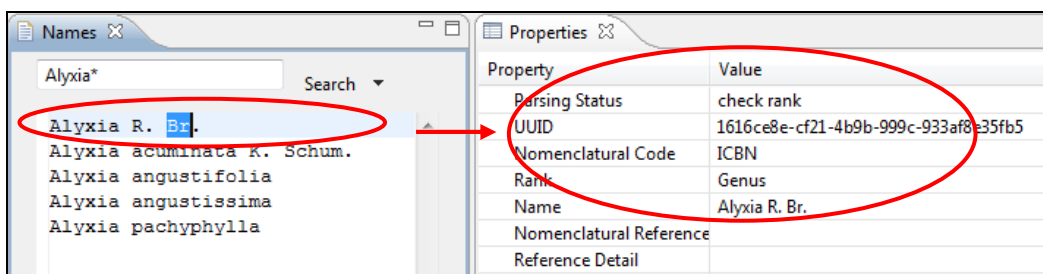 Names
Alyxia*
Search
Alyxia R. Br.
Alyxia acuminata K. Schum.
Alyxia angustifolia
Alyxia angustissima
Alyxia pachyphylla
Properties
Property Value
Parsing Status check rank
UUID 1616ce8e-cf21-4b9b-999c-933af8e35fb5
Nomenclatural Code ICBN
Rank Genus
Name Alyxia R. Br.
Nomenclatural Reference
Reference Detail